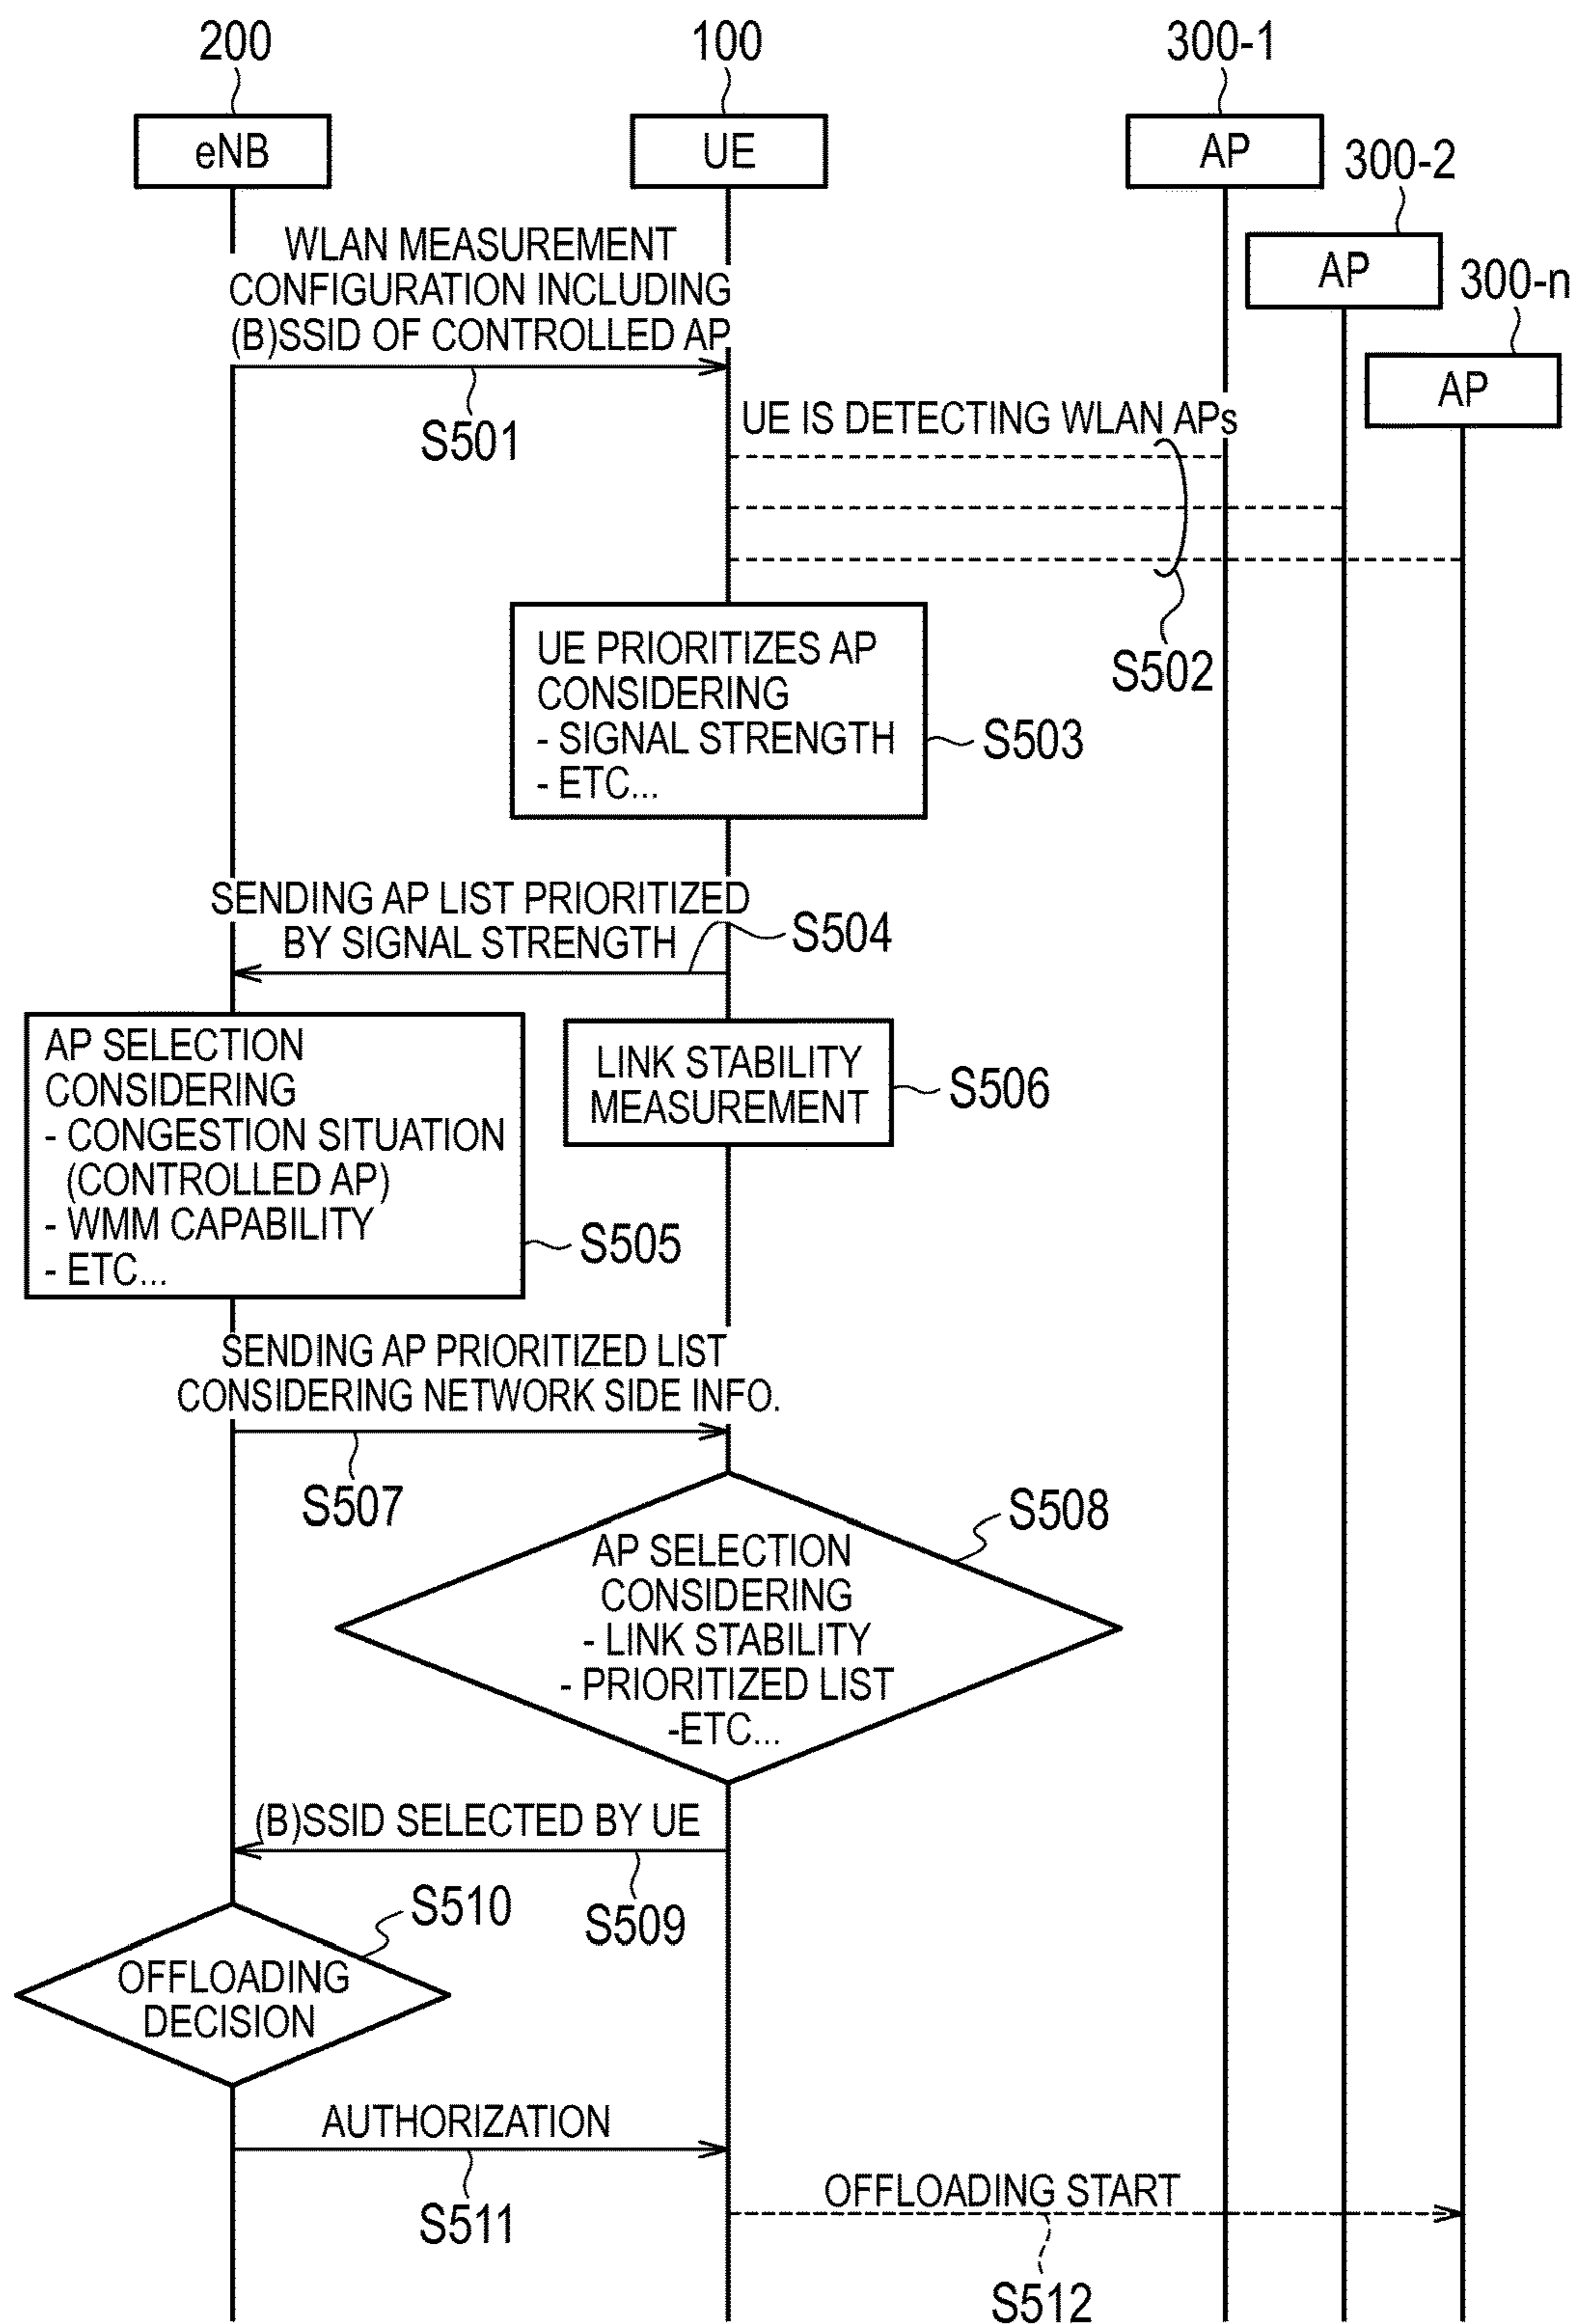 200
100
300-1
eNB
UE
AP
300-2
AP
300-n
AP
WLAN MEASUREMENT
CONFIGURATION INCLUDING
(B)SSID OF CONTROLLED AP
S501
UE IS DETECTING WLAN APs
S502
UE PRIORITIZES AP
CONSIDERING
- SIGNAL STRENGTH
- ETC...
S503
SENDING AP LIST PRIORITIZED
BY SIGNAL STRENGTH
S504
AP SELECTION
CONSIDERING
- CONGESTION SITUATION
(CONTROLLED AP)
- WMM CAPABILITY
- ETC...
S505
LINK STABILITY
MEASUREMENT
S506
SENDING AP PRIORITIZED LIST
CONSIDERING NETWORK SIDE INFO.
S507
AP SELECTION
CONSIDERING
- LINK STABILITY
- PRIORITIZED LIST
-ETC...
S508
(B)SSID SELECTED BY UE
S509
OFFLOADING
DECISION
S510
AUTHORIZATION
S511
OFFLOADING START
S512